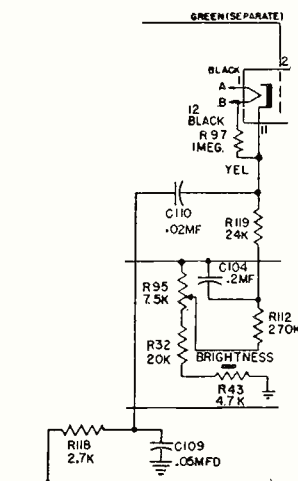 GREEN(SEPARATE)
2
BLACK
1
A
B
12
BLACK
11
R97
1MEG.
YEL
C110
.02MF
R119
24K
C104
.2MF
R95
7.5K
R112
270K
R32
20K
BRIGHTNESS
R43
4.7K
R118
2.7K
C109
.05MFD